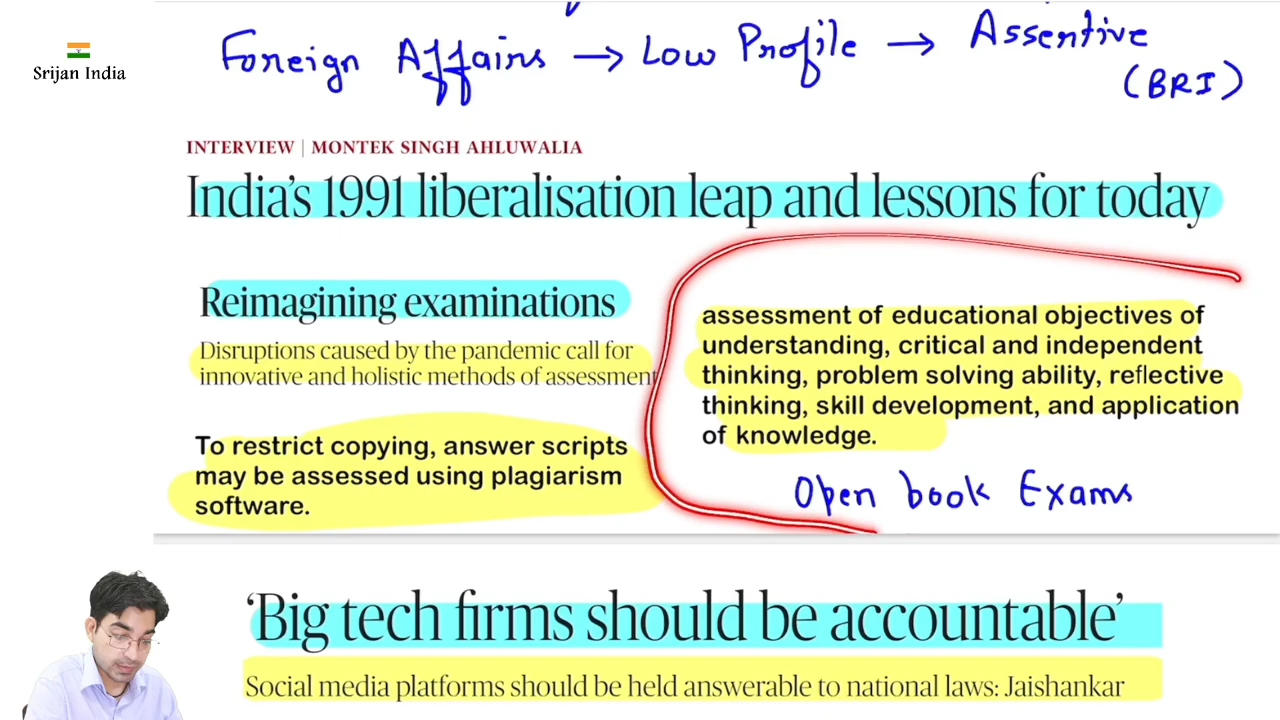 Foreign Affairs → Low Profile → Assertive
(BRI)
Srijan India
INTERVIEW | MONTEK SINGH AHLUWALIA
India's 1991 liberalisation leap and lessons for today
Reimagining examinations
Disruptions caused by the pandemic call for
innovative and holistic methods of assessment
To restrict copying, answer scripts
may be assessed using plagiarism
software.
assessment of educational objectives of
understanding, critical and independent
thinking, problem solving ability, reflective
thinking, skill development, and application
of knowledge.
Open book Exams
'Big tech firms should be accountable'
Social media platforms should be held answerable to national laws: Jaishankar